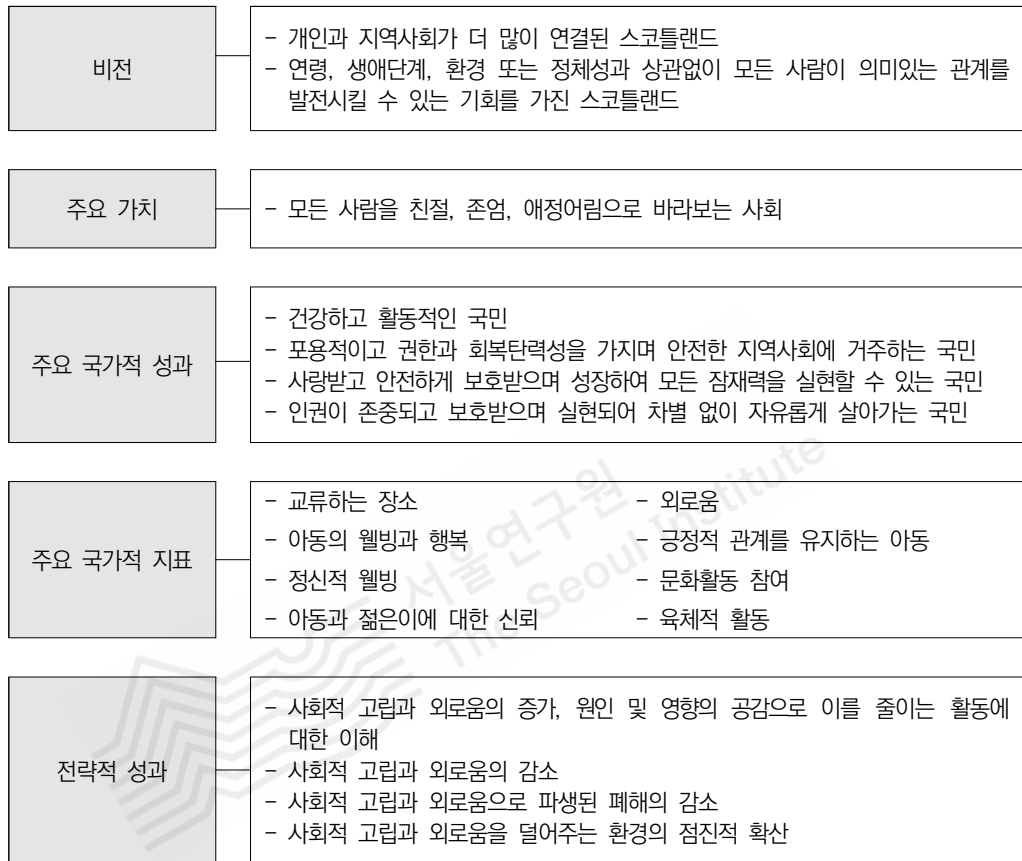 비전
- 개인과 지역사회가 더 많이 연결된 스코틀랜드
- 연령, 생애단계, 환경 또는 정체성과 상관없이 모든 사람이 의미있는 관계를
발전시킬 수 있는 기회를 가진 스코틀랜드
주요 가치
- 모든 사람을 친절, 존엄, 애정어림으로 바라보는 사회
주요 국가적 성과
- 건강하고 활동적인 국민
- 포용적이고 권한과 회복탄력성을 가지며 안전한 지역사회에 거주하는 국민
- 사랑받고 안전하게 보호받으며 성장하여 모든 잠재력을 실현할 수 있는 국민
- 인권이 존중되고 보호받으며 실현되어 차별 없이 자유롭게 살아가는 국민
주요 국가적 지표
- 교류하는 장소
- 외로움
- 아동의 웰빙과 행복
- 긍정적 관계를 유지하는 아동
- 정신적 웰빙
- 문화활동 참여
- 아동과 젊은이에 대한 신뢰
- 육체적 활동
전략적 성과
- 사회적 고립과 외로움의 증가, 원인 및 영향의 공감으로 이를 줄이는 활동에
대한 이해
- 사회적 고립과 외로움의 감소
- 사회적 고립과 외로움으로 파생된 폐해의 감소
- 사회적 고립과 외로움을 덜어주는 환경의 점진적 확산
서울연구원
The Seoul Institute